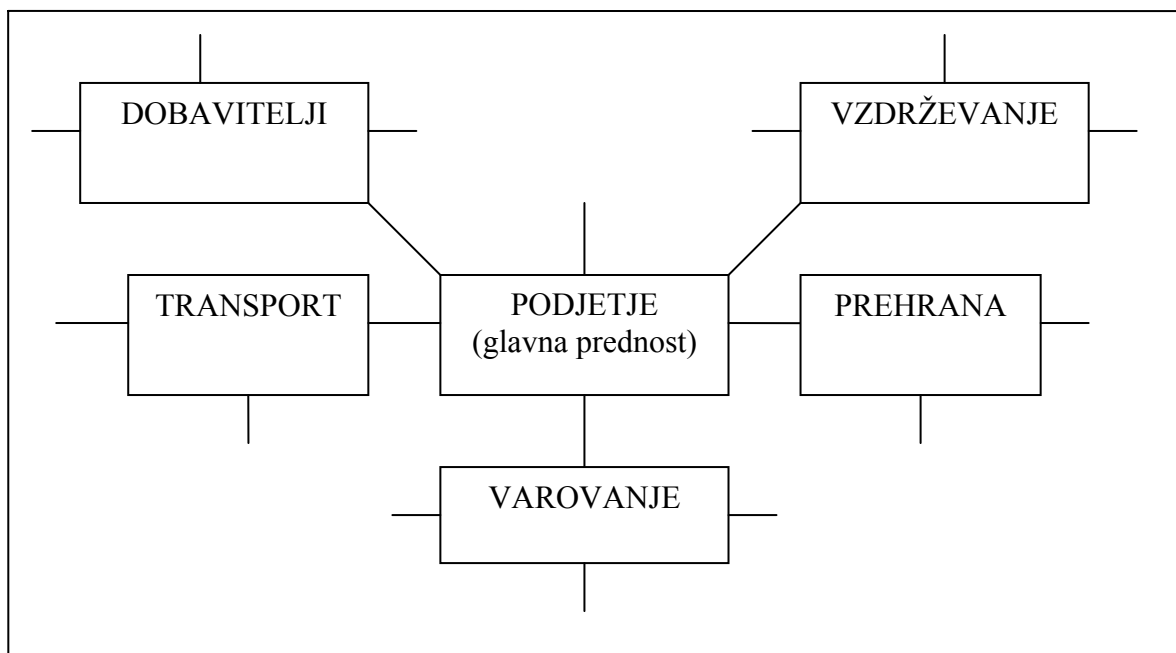 DOBAVITELJI
VZDRŽEVANJE
TRANSPORT
PODJETJE
(glavna prednost)
PREHRANA
VAROVANJE